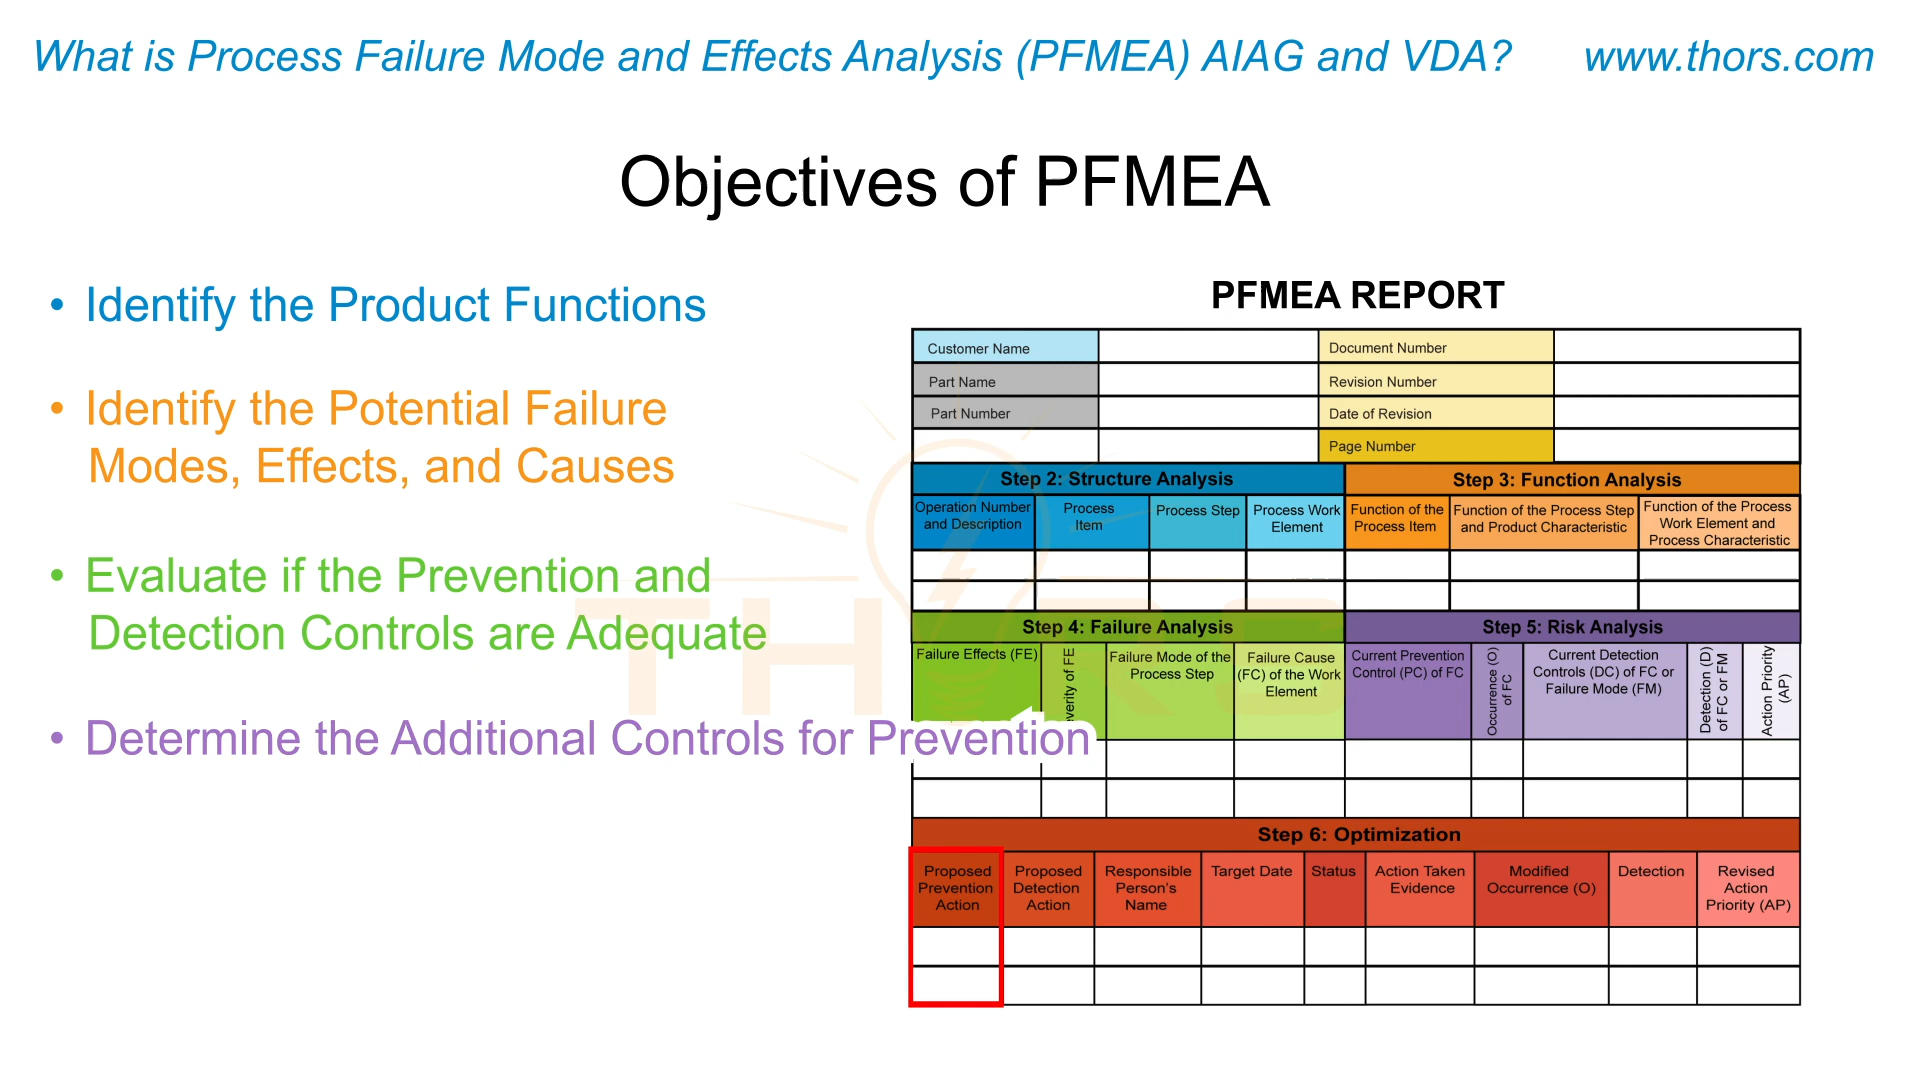 What is Process Failure Mode and Effects Analysis (PFMEA) AIAG and VDA? www.thors.com
Objectives of PFMEA
• Identify the Product Functions
• Identify the Potential Failure
Modes, Effects, and Causes
• Evaluate if the Prevention and
Detection Controls are Adequate
• Determine the Additional Controls for Prevention
PFMEA REPORT
Customer Name
Document Number
Part Name
Revision Number
Part Number
Date of Revision
Page Number
Step 2: Structure Analysis
Step 3: Function Analysis
Operation Number
and Description
Process
Item
Process Step
Process Work
Element
Function of the
Process Item
Function of the Process Step
and Product Characteristic
Function of the Process
Work Element and
Process Characteristic
Step 4: Failure Analysis
Step 5: Risk Analysis
Failure Effects (FE)
everity of FE
Failure Mode of the
Process Step
Failure Cause
(FC) of the Work
Element
Current Prevention
Control (PC) of FC
Occurrence (O)
of FC
Current Detection
Controls (DC) of FC or
Failure Mode (FM)
Detection (D)
of FC or FM
Action Priority
(AP)
Step 6: Optimization
Proposed
Prevention
Action
Proposed
Detection
Action
Responsible
Person's
Name
Target Date
Status
Action Taken
Evidence
Modified
Occurrence (O)
Detection
Revised
Action
Priority (AP)
THORS